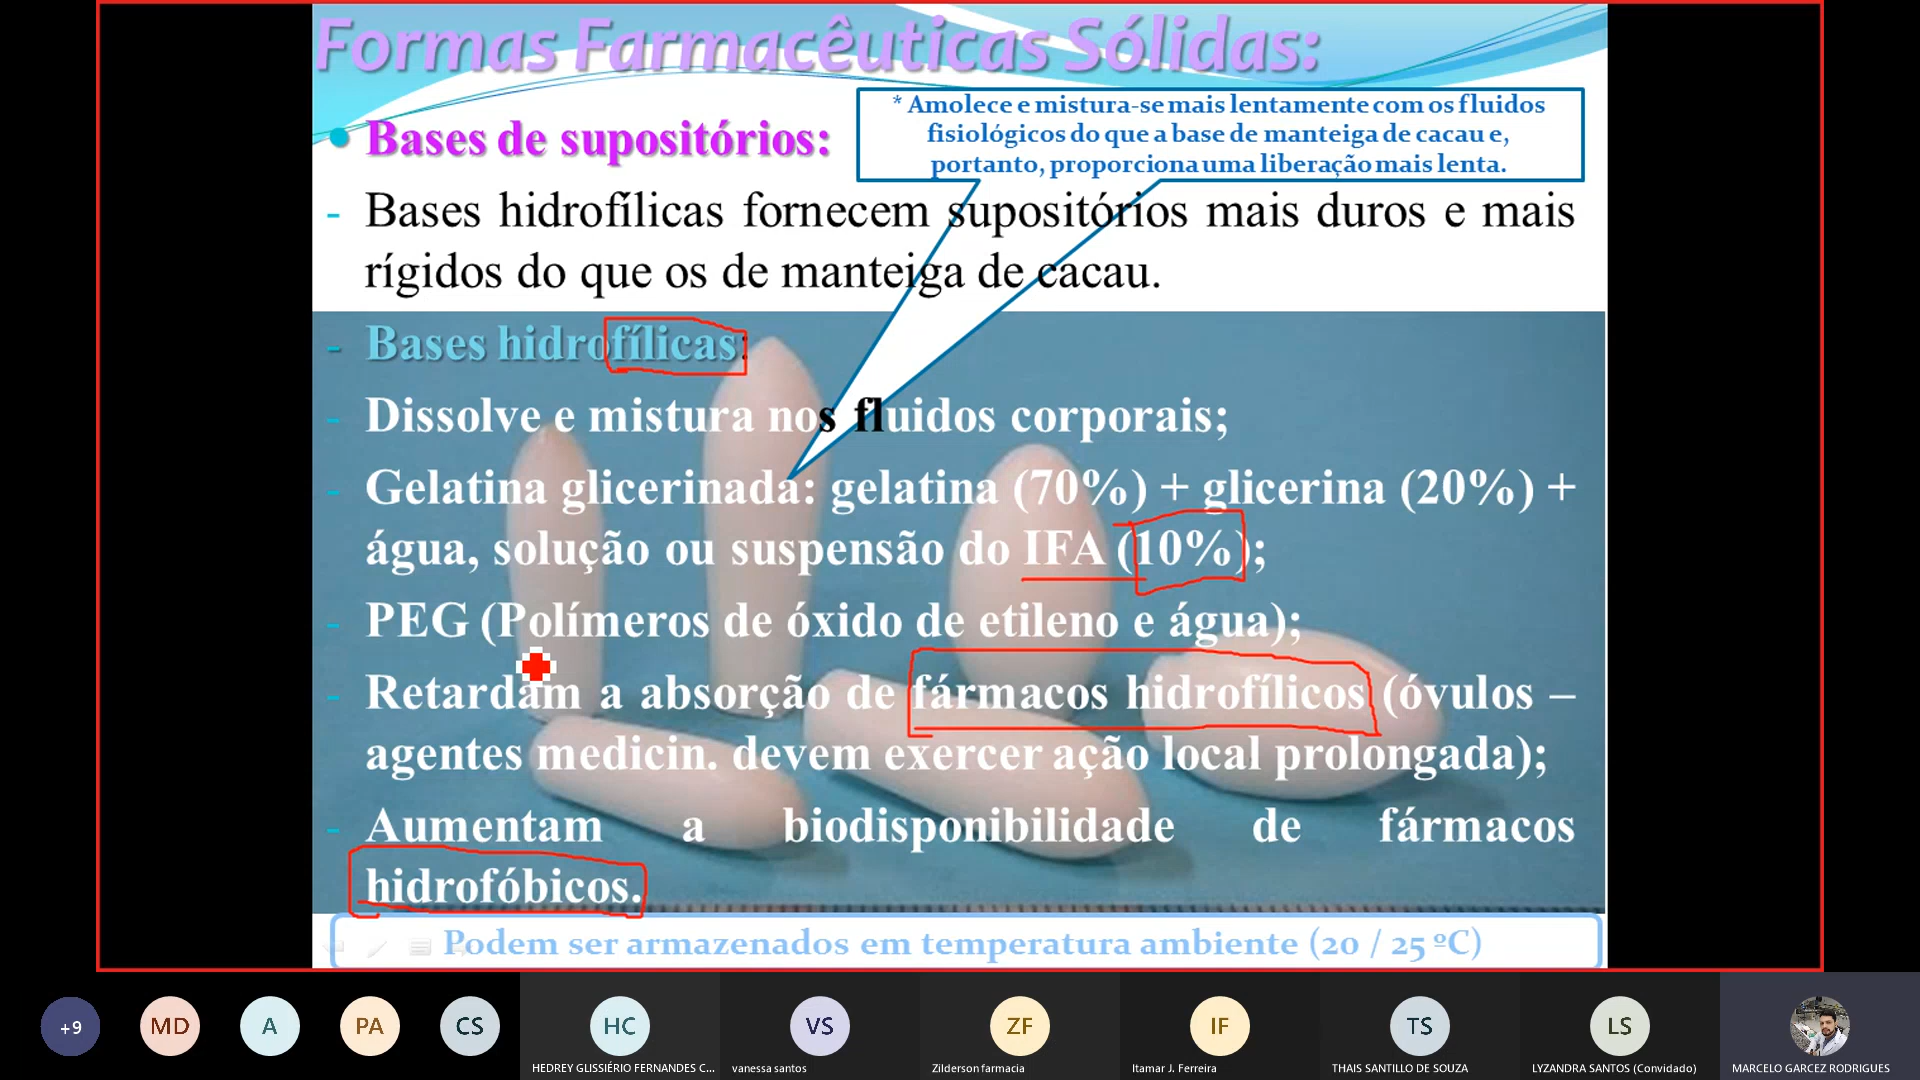 Formas Farmacêuticas Sólidas:
* Amolece e mistura-se mais lentamente com os fluidos
fisiológicos do que a base de manteiga de cacau e,
portanto, proporciona uma liberação mais lenta.
• Bases de supositórios:
- Bases hidrofílicas fornecem supositórios mais duros e mais
rígidos do que os de manteiga de cacau.
- Bases hidrofílicas:
- Dissolve e mistura nos fluidos corporais;
- Gelatina glicerinada: gelatina (70%) + glicerina (20%) +
água, solução ou suspensão do IFA (10%);
- PEG (Polímeros de óxido de etileno e água);
- Retardam a absorção de fármacos hidrofílicos (óvulos –
agentes medicin. devem exercer ação local prolongada);
- Aumentam a biodisponibilidade de fármacos
hidrofóbicos.
Podem ser armazenados em temperatura ambiente (20 / 25 ºC)
+9 MD A PA CS HC VS ZF IF TS LS
HEDREY GLISSIÉRIO FERNANDES C... vanessa santos Zilderson farmacia Itamar J. Ferreira THAIS SANTILLO DE SOUZA LYZANDRA SANTOS (Convidado) MARCELO GARCEZ RODRIGUES